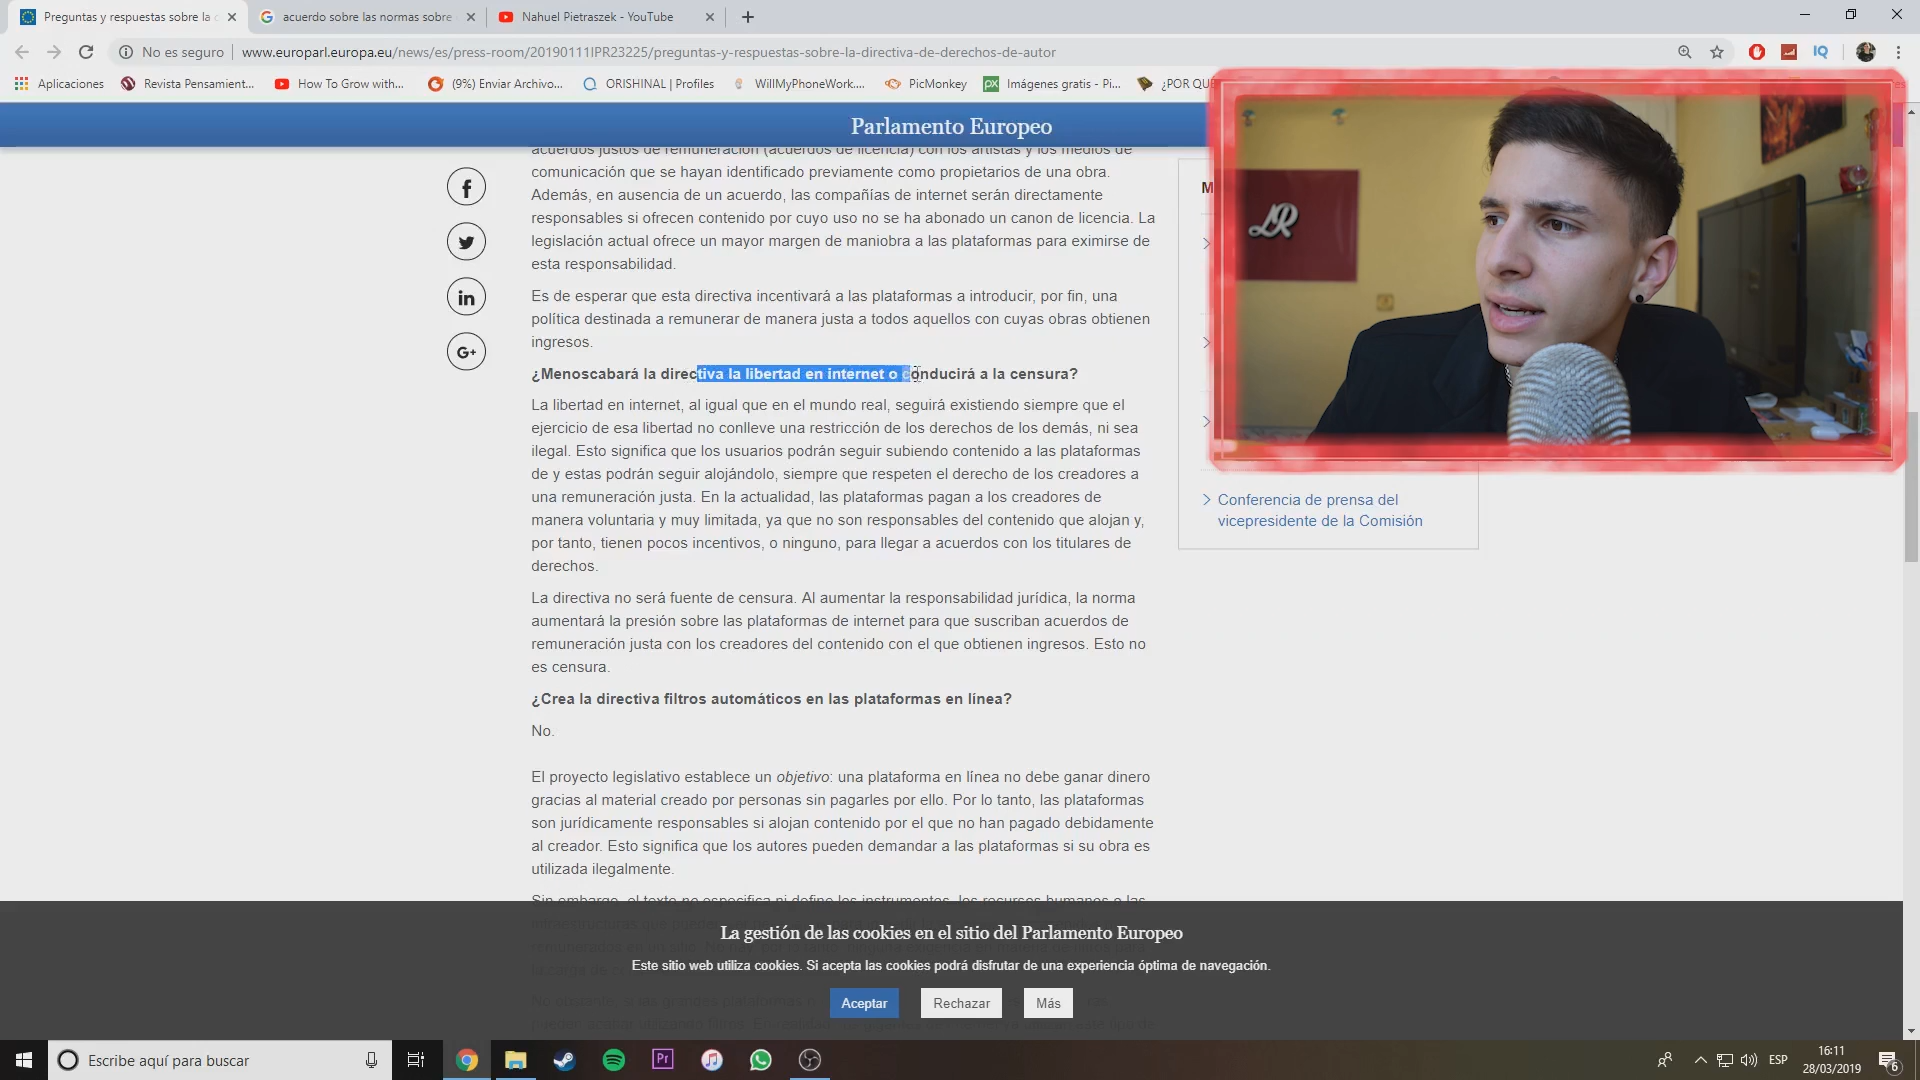 Preguntas y respuestas sobre la
acuerdo sobre las normas sobre
Nahuel Pietraszek - YouTube
No es seguro
www.europarl.europa.eu/news/es/press-room/20190111IPR23225/preguntas-y-respuestas-sobre-la-directiva-de-derechos-de-autor
IQ
Aplicaciones
Revista Pensamient...
How To Grow with...
(9%) Enviar Archivo...
ORISHINAL | Profiles
WillMyPhoneWork....
PicMonkey
px
Imágenes gratis - Pi...
¿POR QUE
Parlamento Europeo
acuerdos justos de remuneración (acuerdos de licencia) con los artistas y los medios de
comunicación que se hayan identificado previamente como propietarios de una obra.
Además, en ausencia de un acuerdo, las compañías de internet serán directamente
responsables si ofrecen contenido por cuyo uso no se ha abonado un canon de licencia. La
legislación actual ofrece un mayor margen de maniobra a las plataformas para eximirse de
esta responsabilidad.
Es de esperar que esta directiva incentivará a las plataformas a introducir, por fin, una
política destinada a remunerar de manera justa a todos aquellos con cuyas obras obtienen
ingresos.
¿Menoscabará la directiva la libertad en internet o conducirá a la censura?
La libertad en internet, al igual que en el mundo real, seguirá existiendo siempre que el
ejercicio de esa libertad no conlleve una restricción de los derechos de los demás, ni sea
ilegal. Esto significa que los usuarios podrán seguir subiendo contenido a las plataformas
de y estas podrán seguir alojándolo, siempre que respeten el derecho de los creadores a
una remuneración justa. En la actualidad, las plataformas pagan a los creadores de
manera voluntaria y muy limitada, ya que no son responsables del contenido que alojan y,
por tanto, tienen pocos incentivos, o ninguno, para llegar a acuerdos con los titulares de
derechos.
La directiva no será fuente de censura. Al aumentar la responsabilidad jurídica, la norma
aumentará la presión sobre las plataformas de internet para que suscriban acuerdos de
remuneración justa con los creadores del contenido con el que obtienen ingresos. Esto no
es censura.
¿Crea la directiva filtros automáticos en las plataformas en línea?
No.
El proyecto legislativo establece un objetivo: una plataforma en línea no debe ganar dinero
gracias al material creado por personas sin pagarles por ello. Por lo tanto, las plataformas
son jurídicamente responsables si alojan contenido por el que no han pagado debidamente
al creador. Esto significa que los autores pueden demandar a las plataformas si su obra es
utilizada ilegalmente.
Sin embargo, el texto no especifica ni define los instrumentos, los recursos humanos o las
M
Conferencia de prensa del
vicepresidente de la Comisión
La gestión de las cookies en el sitio del Parlamento Europeo
Este sitio web utiliza cookies. Si acepta las cookies podrá disfrutar de una experiencia óptima de navegación.
Aceptar
Rechazar
Más
Escribe aquí para buscar
Pr
ESP
16:11
28/03/2019
6